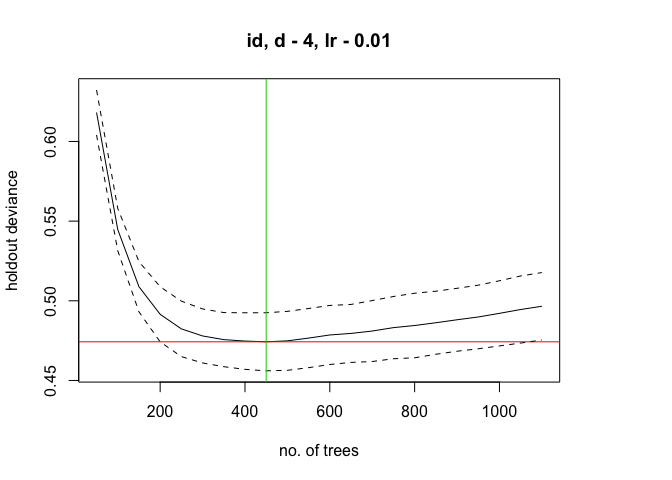 id, d - 4, lr - 0.01
holdout deviance
0.60
0.55
0.50
0.45
200 400 600 800 1000
no. of trees